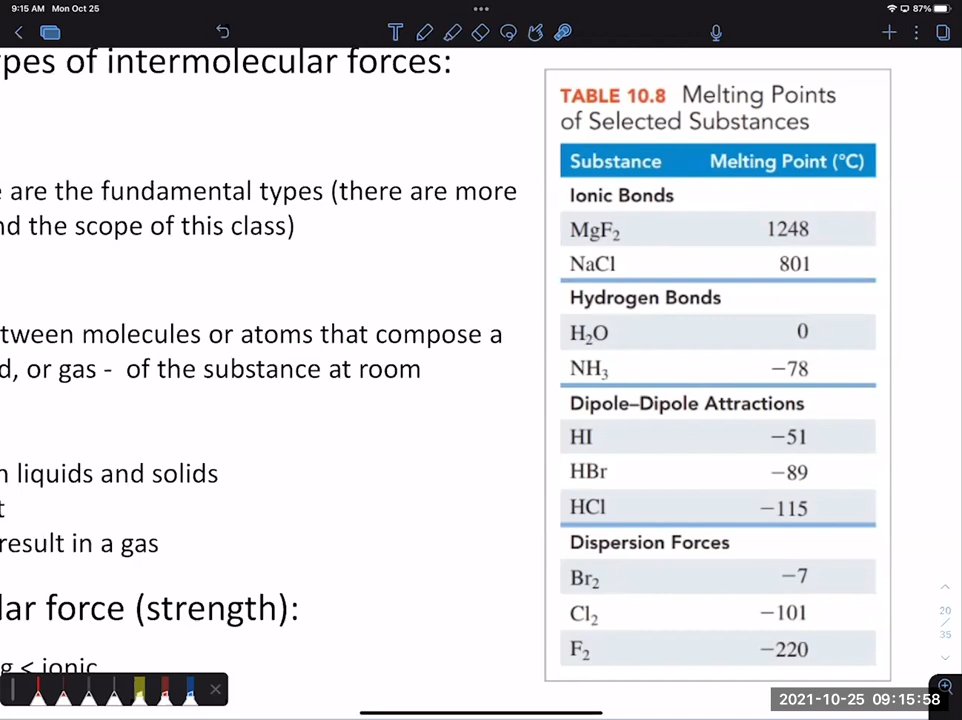 9:15 AM Mon Oct 25
87%
ypes of intermolecular forces:
e are the fundamental types (there are more
nd the scope of this class)
tween molecules or atoms that compose a
d, or gas - of the substance at room
n liquids and solids
t
result in a gas
lar force (strength):
g < ionic
TABLE 10.8 Melting Points
of Selected Substances
Substance Melting Point (°C)
Ionic Bonds
MgF₂ 1248
NaCl 801
Hydrogen Bonds
H₂O 0
NH₃ −78
Dipole–Dipole Attractions
HI −51
HBr −89
HCl −115
Dispersion Forces
Br₂ −7
Cl₂ −101
F₂ −220
20
/
35
2021-10-25 09:15:58